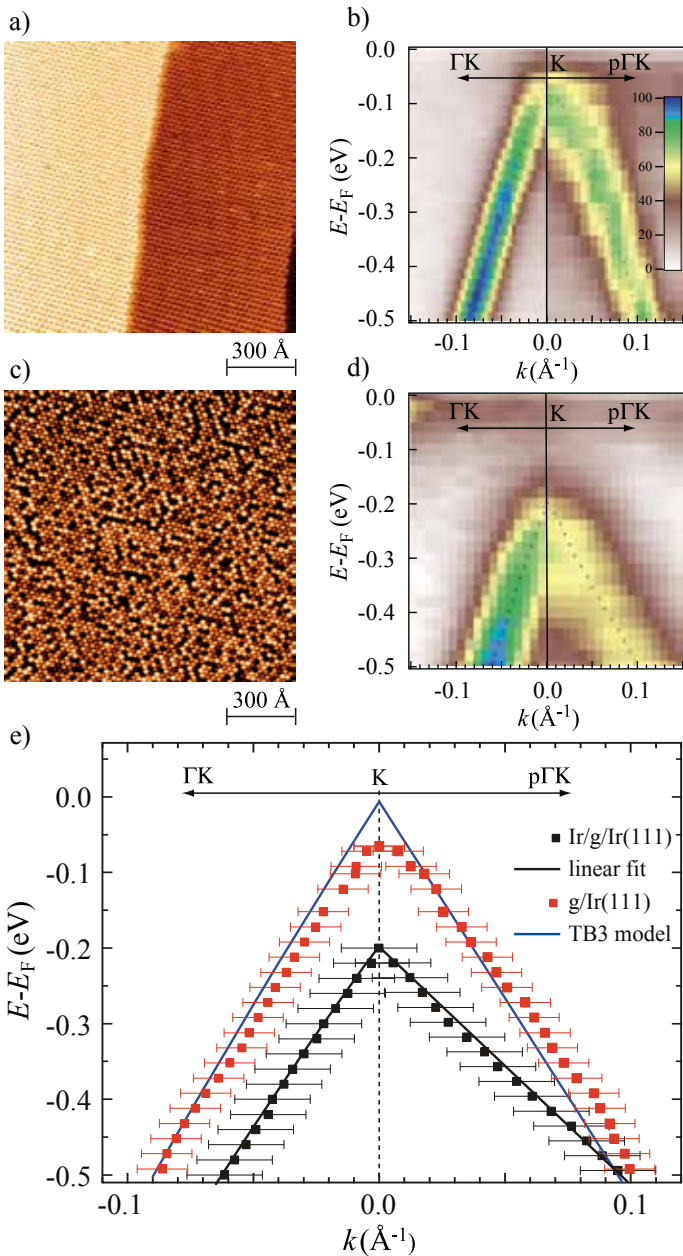 a)
300 Å
b)
ΓK K pΓK
0.0
-0.1
-0.2
-0.3
-0.4
-0.5
E-E_F (eV)
100
80
60
40
20
0
-0.1 0.0 0.1
k(Å⁻¹)
c)
300 Å
d)
ΓK K pΓK
0.0
-0.1
-0.2
-0.3
-0.4
-0.5
E-E_F (eV)
-0.1 0.0 0.1
k(Å⁻¹)
e)
ΓK K pΓK
0.0
-0.1
-0.2
-0.3
-0.4
-0.5
E-E_F (eV)
Ir/g/Ir(111)
linear fit
g/Ir(111)
TB3 model
-0.1 0.0 0.1
k(Å⁻¹)